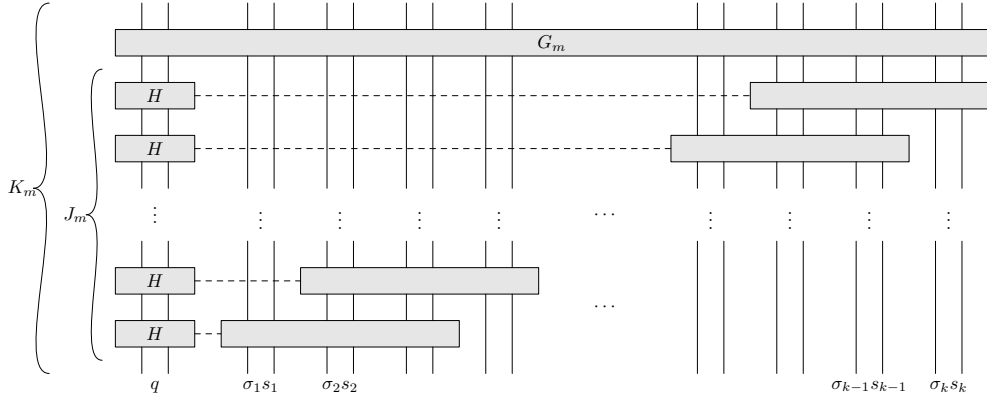 G_m
H
H
K_m
J_m
⋮ ⋮ ⋮ ⋮ ⋮ ⋯ ⋮ ⋮ ⋮ ⋮
H
⋯
H
q σ_1s_1 σ_2s_2 σ_{k−1}s_{k−1} σ_ks_k